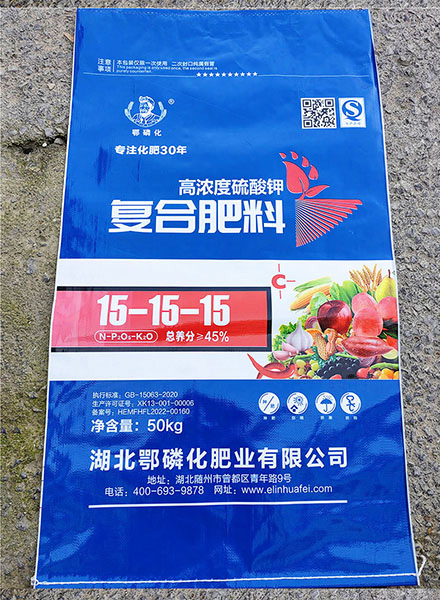 注意
事项
：
本包装仅限一次使用 二次封口纯属假冒
This packaging is only used once, the second seal is
purely counterfeit.
★★★★★★★★★★
®
鄂磷化
专注化肥30年
高浓度硫酸钾
复合肥料
C
15-15-15
N-P₂O₅-K₂O 总养分≥45%
执行标准：GB-15063-2020
生产许可证号：XK13-001-00006
备案号：HEMFHFL2022-00160
净含量：50kg
湖北鄂磷化肥业有限公司
地址：湖北随州市曾都区青年路9号
电话：400-693-9878 网址：www.elinhuafei.com